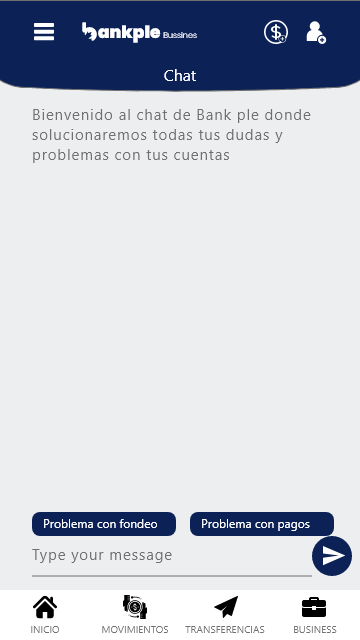 bankple Bussines
Chat
Bienvenido al chat de Bank ple donde
solucionaremos todas tus dudas y
problemas con tus cuentas
Problema con fondeo
Problema con pagos
Type your message
INICIO
MOVIMIENTOS
TRANSFERENCIAS
BUSINESS